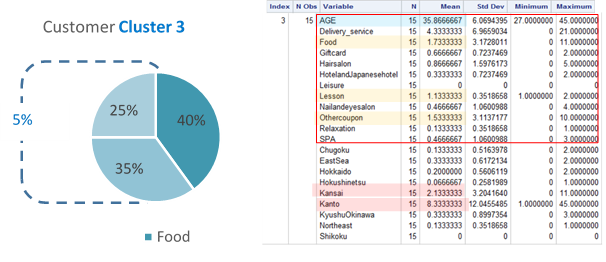 Customer Cluster 3
5%
25%
40%
35%
Food
Index N Obs Variable N Mean Std Dev Minimum Maximum
3 15 AGE 15 35.8666667 6.0694395 27.0000000 45.0000000
Delivery_service 15 4.3333333 6.9659034 0 21.0000000
Food 15 1.7333333 3.1728011 0 11.0000000
Giftcard 15 0.6666667 0.7237469 0 2.0000000
Hairsalon 15 0.8666667 1.5976173 0 5.0000000
HotelandJapanesehotel 15 0.3333333 0.7237469 0 2.0000000
Leisure 15 0 0 0 0
Lesson 15 1.1333333 0.3518658 1.0000000 2.0000000
Nailandeyesalon 15 0.4666667 1.0600988 0 4.0000000
Othercoupon 15 1.5333333 3.1137177 0 10.0000000
Relaxation 15 0.1333333 0.3518658 0 1.0000000
SPA 15 0.4666667 1.0600988 0 3.0000000
Chugoku 15 0.1333333 0.5163978 0 2.0000000
EastSea 15 0.3333333 0.6172134 0 2.0000000
Hokkaido 15 0.2000000 0.5606119 0 2.0000000
Hokushinetsu 15 0.0666667 0.2581989 0 1.0000000
Kansai 15 2.1333333 3.2041640 0 11.0000000
Kanto 15 8.3333333 12.0455485 1.0000000 45.0000000
KyushuOkinawa 15 0.3333333 0.8997354 0 3.0000000
Northeast 15 0.1333333 0.3518658 0 1.0000000
Shikoku 15 0 0 0 0